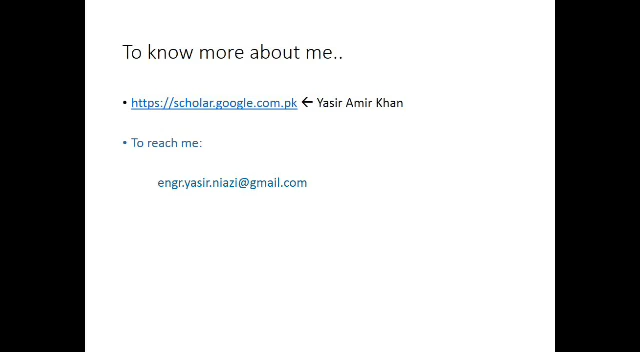 To know more about me..
• https://scholar.google.com.pk ← Yasir Amir Khan
• To reach me:
engr.yasir.niazi@gmail.com